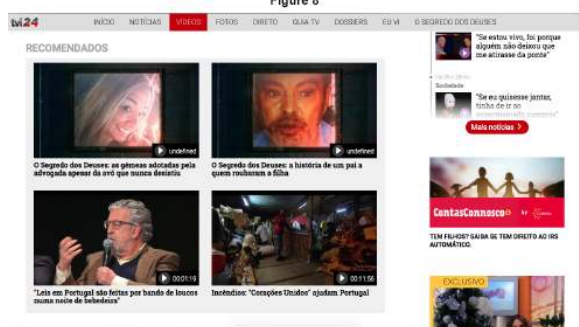 Figure 8
tvi24
INÍCIO NOTÍCIAS VÍDEOS FOTOS DIRETO GUIA TV DOSSIERS EU VI O SEGREDO DOS DEUSES
RECOMENDADOS
undefined
O Segredo dos Deuses: as gémeas adotadas pela
advogada apesar da avó que nunca desistiu
undefined
O Segredo dos Deuses: a história de um pai a
quem roubaram a filha
00:01:19
"Leis em Portugal são feitas por bando de loucos
numa noite de bebedeira"
00:11:56
Incêndios: "Corações Unidos" ajudam Portugal
"Se estou vivo, foi porque
alguém não deixou que
me atirasse da ponte"
Sociedade
"Se eu quisesse jantar,
tinha de ir ao
Mais notícias
ContasConnosco
by
TEM FILHOS? SAIBA SE TEM DIREITO AO IRS
AUTOMÁTICO.
EXCLUSIVO